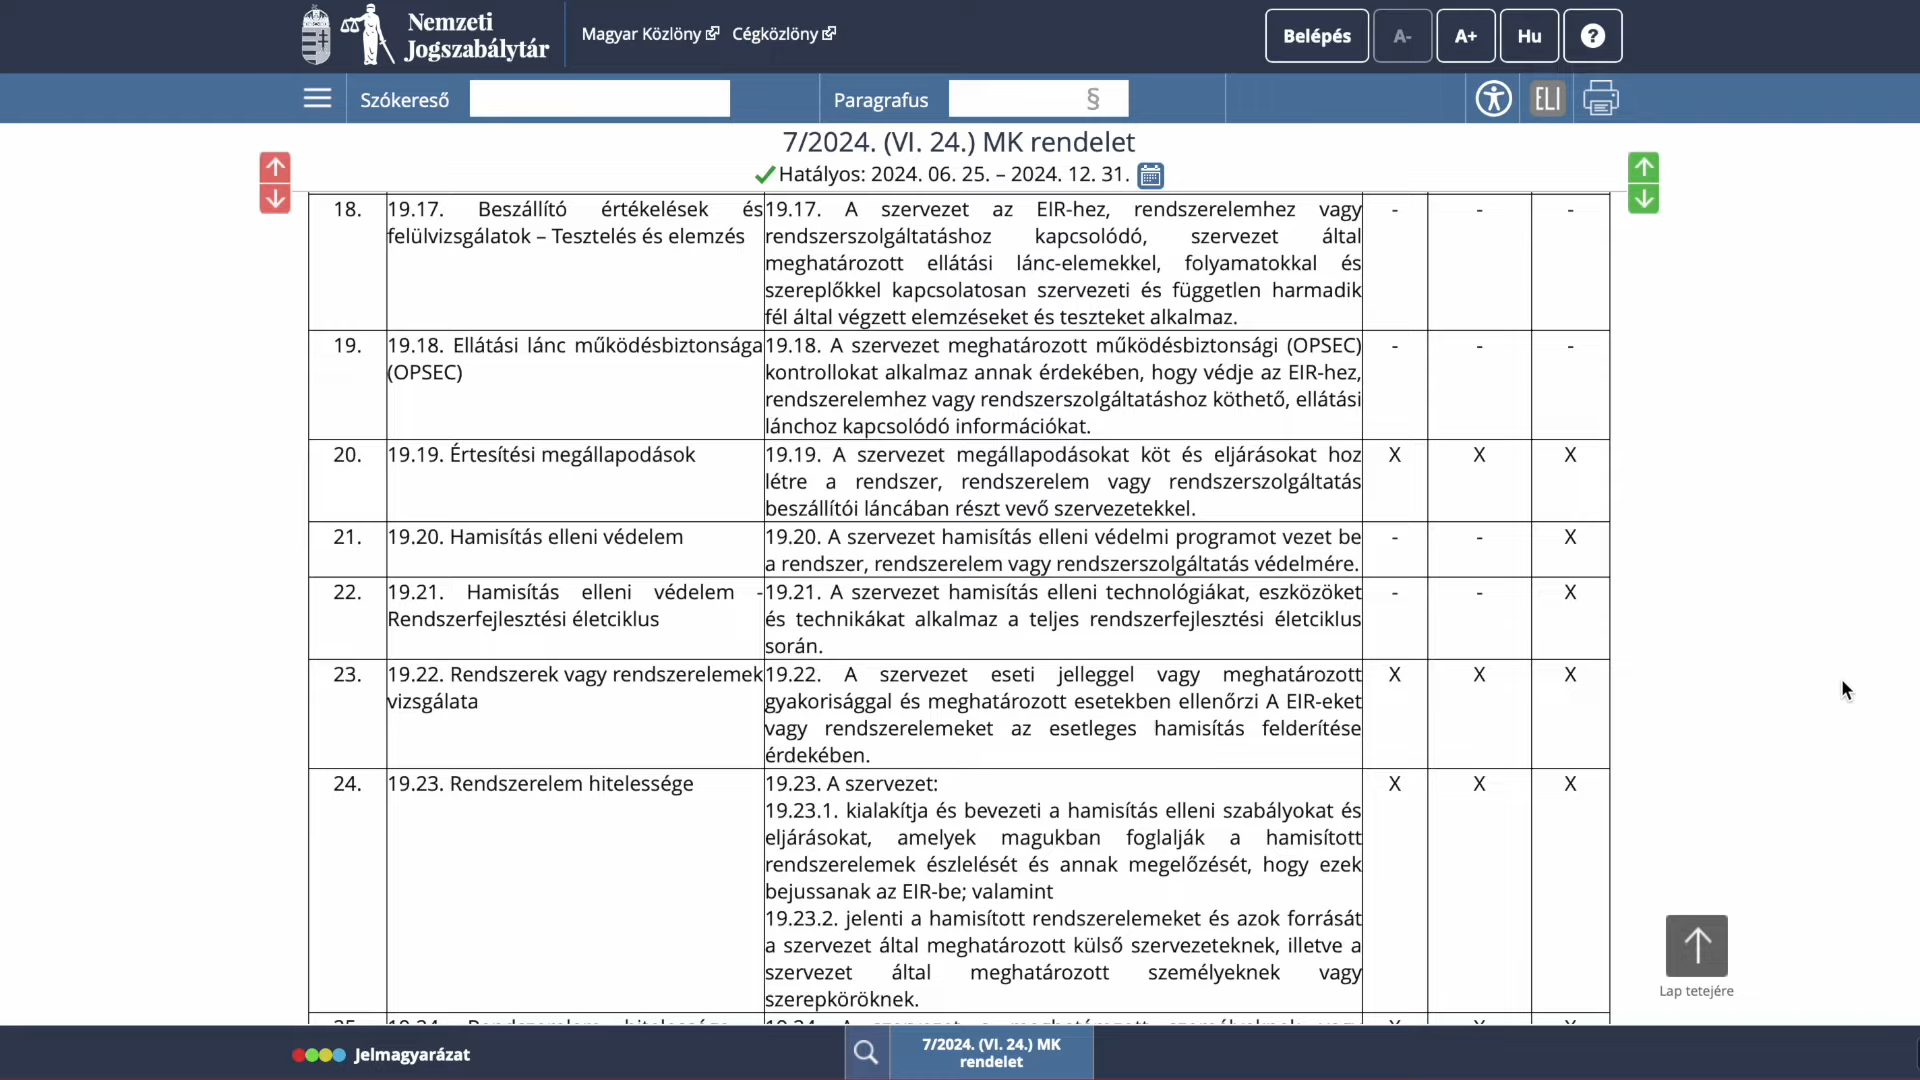 Nemzeti
Jogszabálytár
Magyar Közlöny
Cégközlöny
Belépés
A-
A+
Hu
?
Szókereső
Paragrafus
§
ELI
7/2024. (VI. 24.) MK rendelet
Hatályos: 2024. 06. 25. – 2024. 12. 31.
18.
19.17. Beszállító értékelések és
felülvizsgálatok – Tesztelés és elemzés
19.17. A szervezet az EIR-hez, rendszerelemhez vagy
rendszerszolgáltatáshoz kapcsolódó, szervezet által
meghatározott ellátási lánc-elemekkel, folyamatokkal és
szereplőkkel kapcsolatosan szervezeti és független harmadik
fél által végzett elemzéseket és teszteket alkalmaz.
- - -
19.
19.18. Ellátási lánc működésbiztonsága
(OPSEC)
19.18. A szervezet meghatározott működésbiztonsági (OPSEC)
kontrollokat alkalmaz annak érdekében, hogy védje az EIR-hez,
rendszerelemhez vagy rendszerszolgáltatáshoz köthető, ellátási
lánchoz kapcsolódó információkat.
- - -
20.
19.19. Értesítési megállapodások
19.19. A szervezet megállapodásokat köt és eljárásokat hoz
létre a rendszer, rendszerelem vagy rendszerszolgáltatás
beszállítói láncában részt vevő szervezetekkel.
X X X
21.
19.20. Hamisítás elleni védelem
19.20. A szervezet hamisítás elleni védelmi programot vezet be
a rendszer, rendszerelem vagy rendszerszolgáltatás védelmére.
- - X
22.
19.21. Hamisítás elleni védelem -
Rendszerfejlesztési életciklus
19.21. A szervezet hamisítás elleni technológiákat, eszközöket
és technikákat alkalmaz a teljes rendszerfejlesztési életciklus
során.
- - X
23.
19.22. Rendszerek vagy rendszerelemek
vizsgálata
19.22. A szervezet eseti jelleggel vagy meghatározott
gyakorisággal és meghatározott esetekben ellenőrzi A EIR-eket
vagy rendszerelemeket az esetleges hamisítás felderítése
érdekében.
X X X
24.
19.23. Rendszerelem hitelessége
19.23. A szervezet:
19.23.1. kialakítja és bevezeti a hamisítás elleni szabályokat és
eljárásokat, amelyek magukban foglalják a hamisított
rendszerelemek észlelését és annak megelőzését, hogy ezek
bejussanak az EIR-be; valamint
19.23.2. jelenti a hamisított rendszerelemeket és azok forrását
a szervezet által meghatározott külső szervezeteknek, illetve a
szervezet által meghatározott személyeknek vagy
szerepköröknek.
X X X
Lap tetejére
Jelmagyarázat
7/2024. (VI. 24.) MK
rendelet